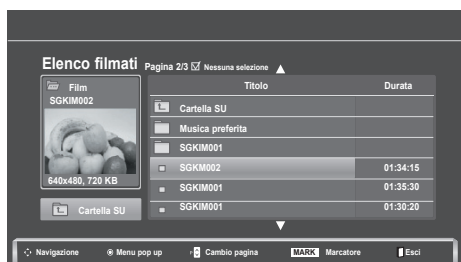 Elenco filmati Pagina 2/3 Nessuna selezione
Film
SGKIM002
640x480, 720 KB
Cartella SU
Titolo Durata
Cartella SU
Musica preferita
SGKIM001
SGKM002 01:34:15
SGKIM001 01:35:30
SGKIM001 01:30:20
Navigazione Menu pop up P Cambio pagina MARK Marcatore Esci